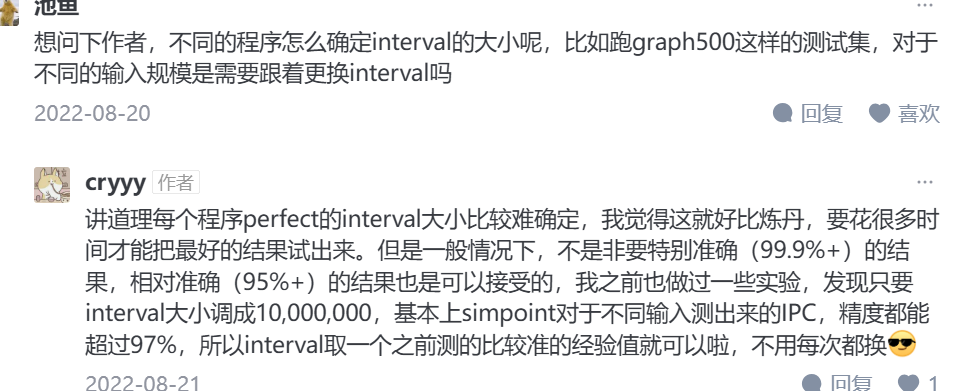 池鱼
想问下作者，不同的程序怎么确定interval的大小呢，比如跑graph500这样的测试集，对于
不同的输入规模是需要跟着更换interval吗
2022-08-20 回复 喜欢
cryyy 作者
讲道理每个程序perfect的interval大小比较难确定，我觉得这就好比炼丹，要花很多时
间才能把最好的结果试出来。但是一般情况下，不是非要特别准确（99.9%+）的结
果，相对准确（95%+）的结果也是可以接受的，我之前也做过一些实验，发现只要
interval大小调成10,000,000，基本上simpoint对于不同输入测出来的IPC，精度都能
超过97%，所以interval取一个之前测的比较准的经验值就可以啦，不用每次都换😎
2022-08-21 回复 1